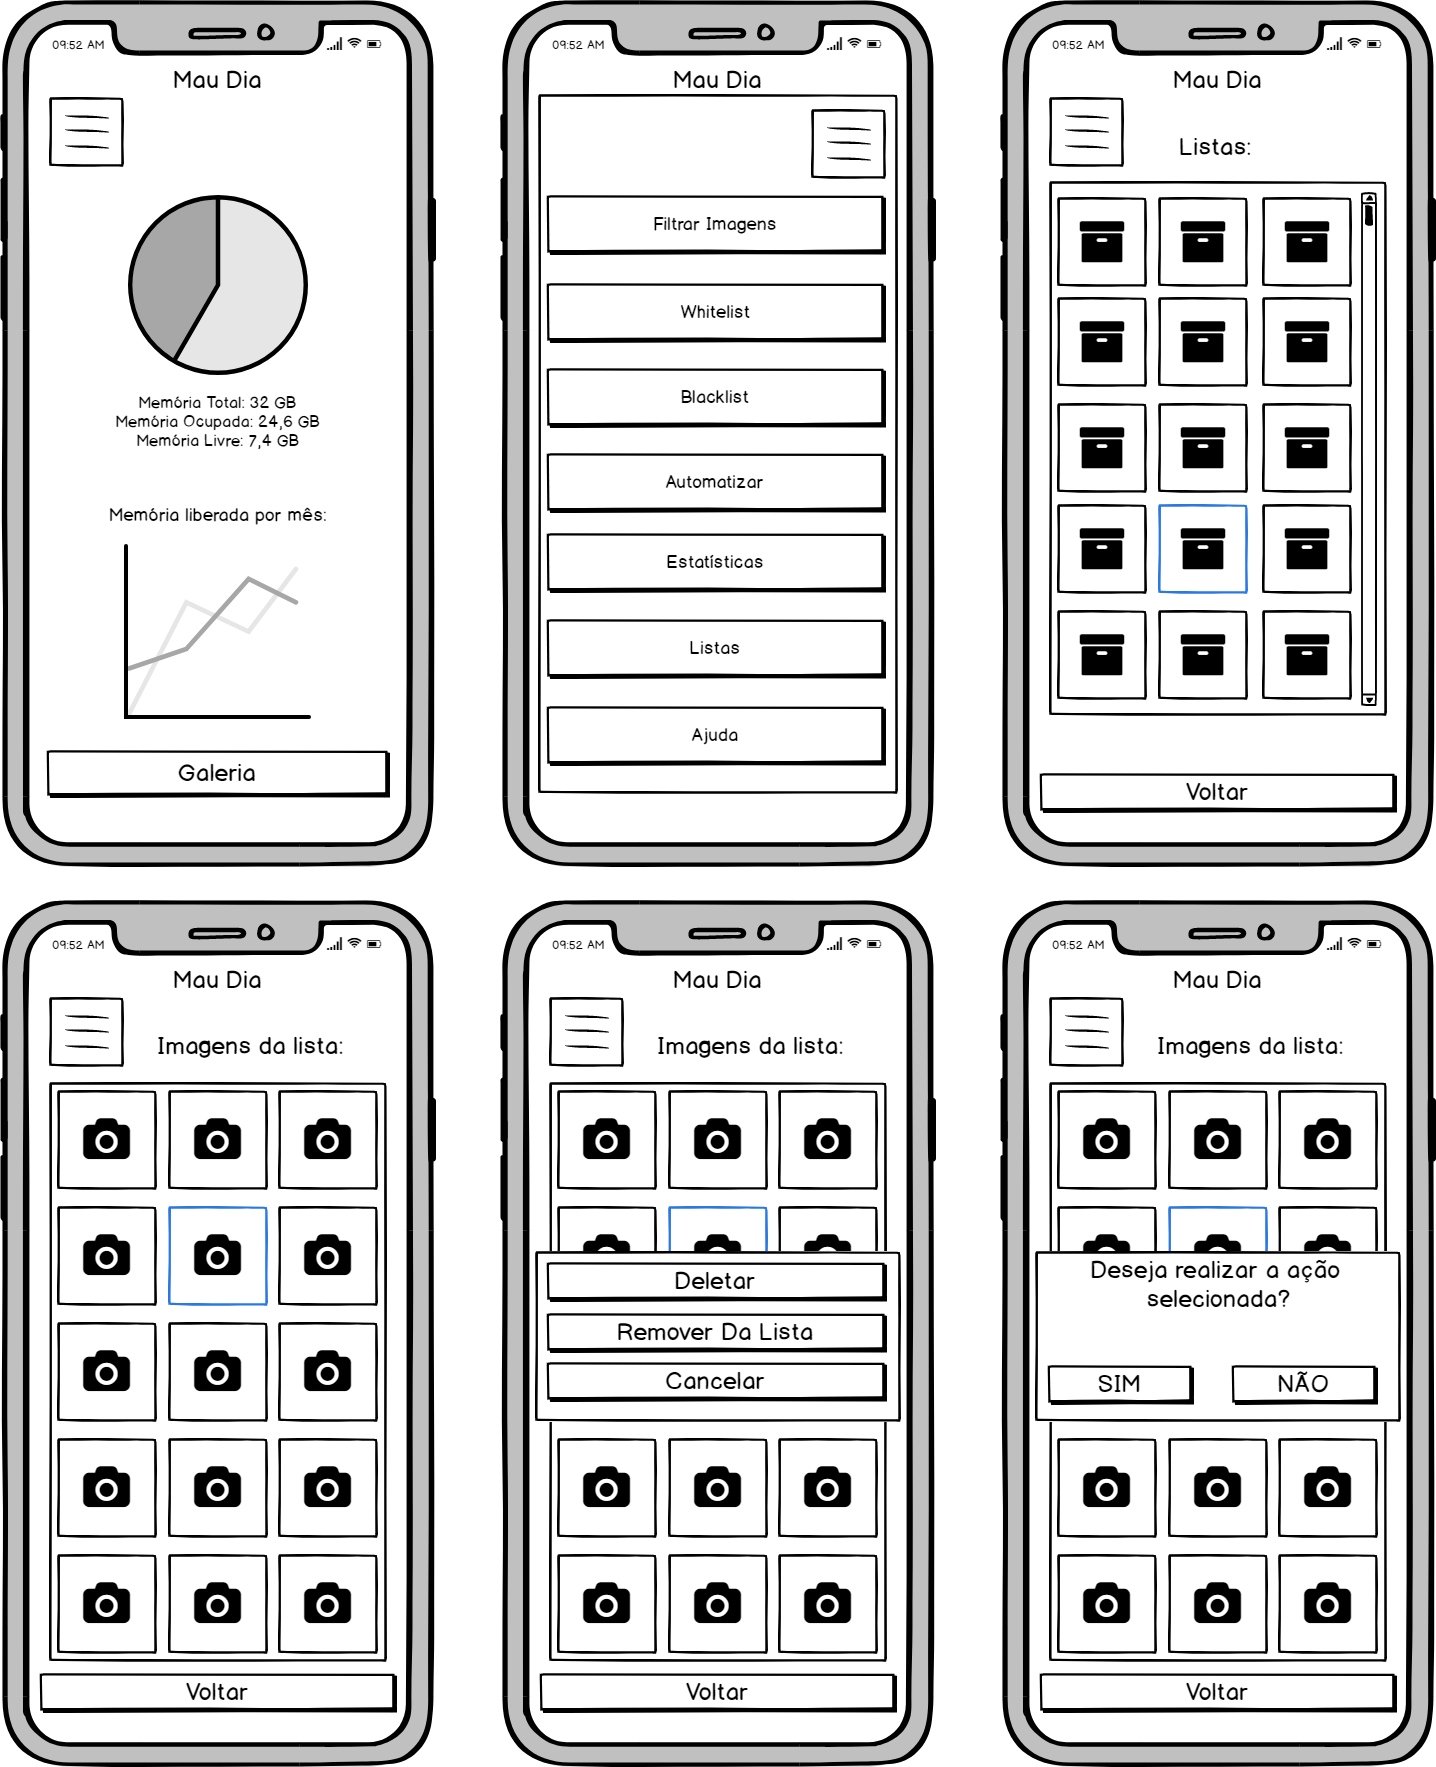 09:52 AM
Mau Dia
Memória Total: 32 GB
Memória Ocupada: 24,6 GB
Memória Livre: 7,4 GB
Memória liberada por mês:
Galeria
09:52 AM
Mau Dia
Filtrar Imagens
Whitelist
Blacklist
Automatizar
Estatísticas
Listas
Ajuda
09:52 AM
Mau Dia
Listas:
Voltar
09:52 AM
Mau Dia
Imagens da lista:
Voltar
09:52 AM
Mau Dia
Imagens da lista:
Deletar
Remover Da Lista
Cancelar
Voltar
09:52 AM
Mau Dia
Imagens da lista:
Deseja realizar a ação
selecionada?
SIM
NÃO
Voltar